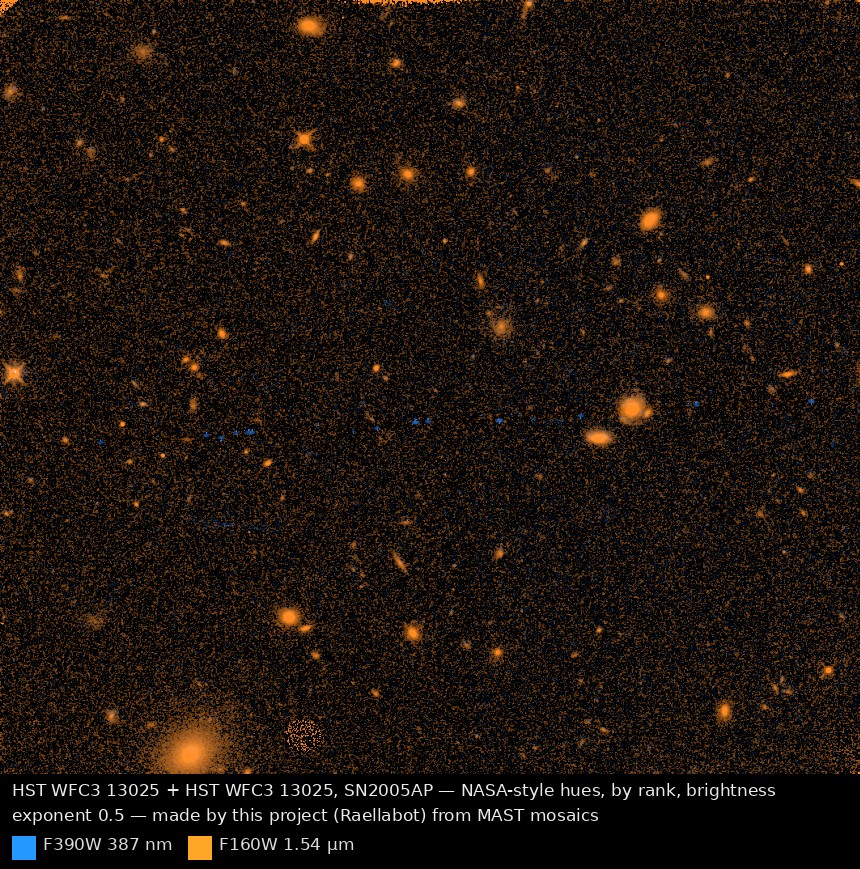 HST WFC3 13025 + HST WFC3 13025, SN2005AP — NASA-style hues, by rank, brightness
exponent 0.5 — made by this project (Raellabot) from MAST mosaics
F390W 387 nm F160W 1.54 µm